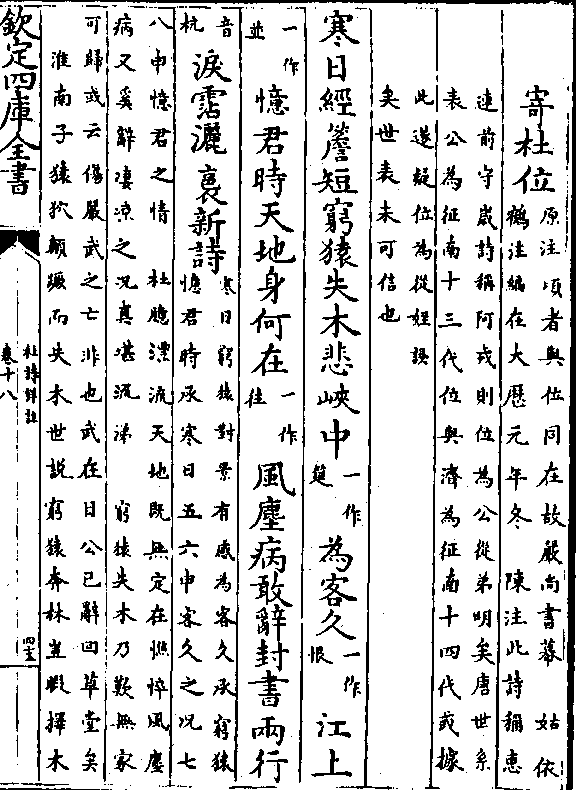 寄杜位 原注頃者與位同在故嚴尚書幕 姑依
鶴注編在大歷元年冬 陳注此詩稱惠
連前守歲詩稱阿戎則位為公從弟明矣唐世系
表公為征南十三代位與濟為征南十四代或據
此遂疑位為從姪誤
矣世表未可信也
寒日經簷短窮猿失木悲峽中 一作筵 為客久 一作恨 江上
一作並 憶君時天地身何在 一作往 風塵病敢辭封書兩行
音杭 淚霑灑裛新詩 寒日窮猿對景有感為客久承窮猿
憶君時承寒日五六申客久之况七
八申憶君之情 杜臆漂流天地既無定在憔悴風塵
病又奚辭凄涼之况真堪流涕 窮猿失木乃歎無家
可歸或云傷嚴武之亡非也武在日公已辭回草堂矣
淮南子猿狖顛蹶而失木世說窮猿奔林豈暇擇木
欽定四庫全書
杜詩詳註
卷十八
四十三